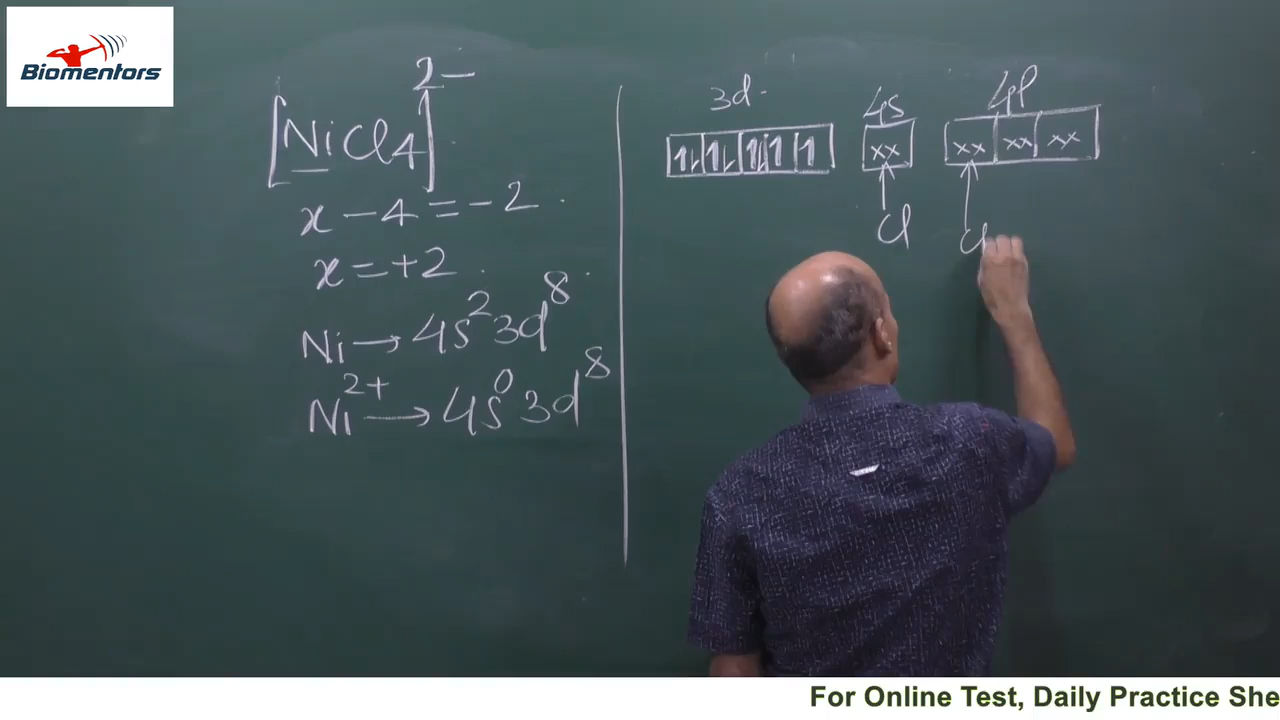 Biomentors
[NiCl4]2−
x − 4 = −2
x = +2
Ni → 4s2 3d8
Ni2+ → 4s0 3d8
3d 4s 4p
1⇂ 1⇂ 1⇂ 1 1 xx xx xx xx
Cl Cl
For Online Test, Daily Practice She